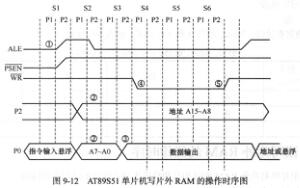 S1 S2 S3 S4 S5 S6
P1 P2 P1 P2 P1 P2 P1 P2 P1 P2 P1 P2
ALE ①
PSEN
WR ④ ⑤
P2 ② 地址 A15~A8
P0 指令输入悬浮 ② A7~A0 ③ 数据输出 地址或悬浮
图 9-12 AT89S51 单片机写片外 RAM 的操作时序图